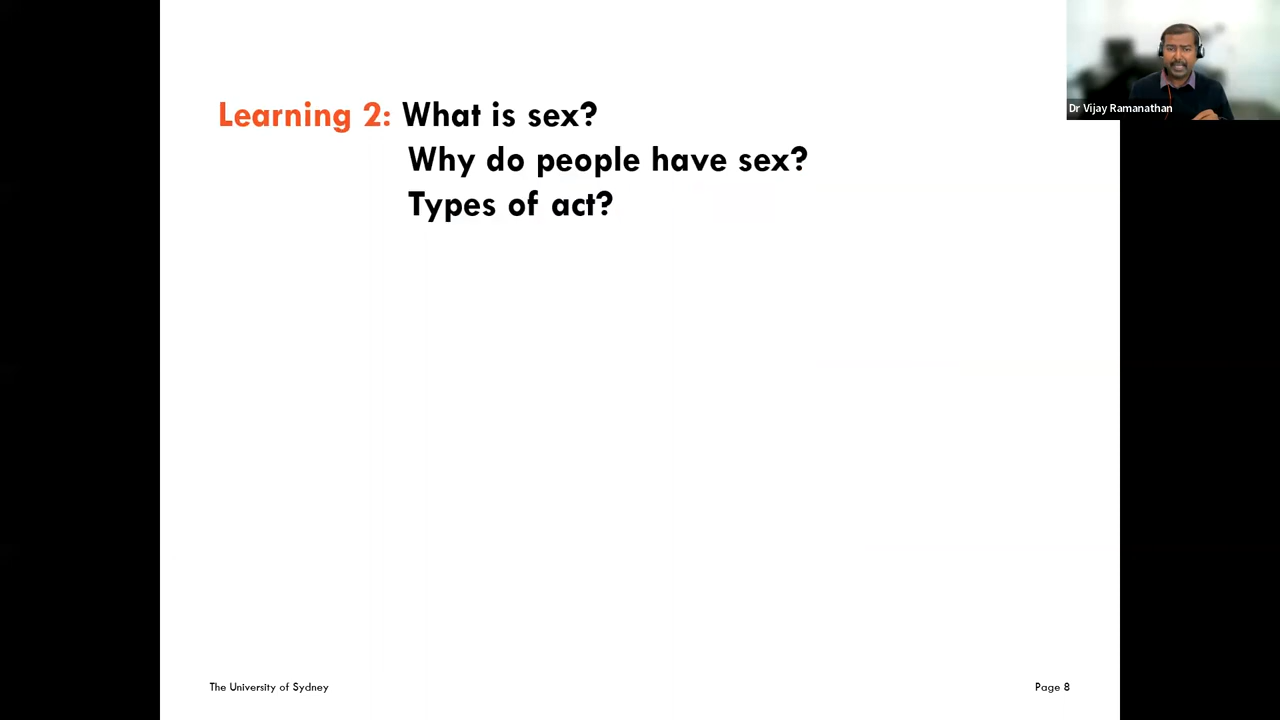 Learning 2: What is sex?
Why do people have sex?
Types of act?
Dr Vijay Ramanathan
The University of Sydney
Page 8